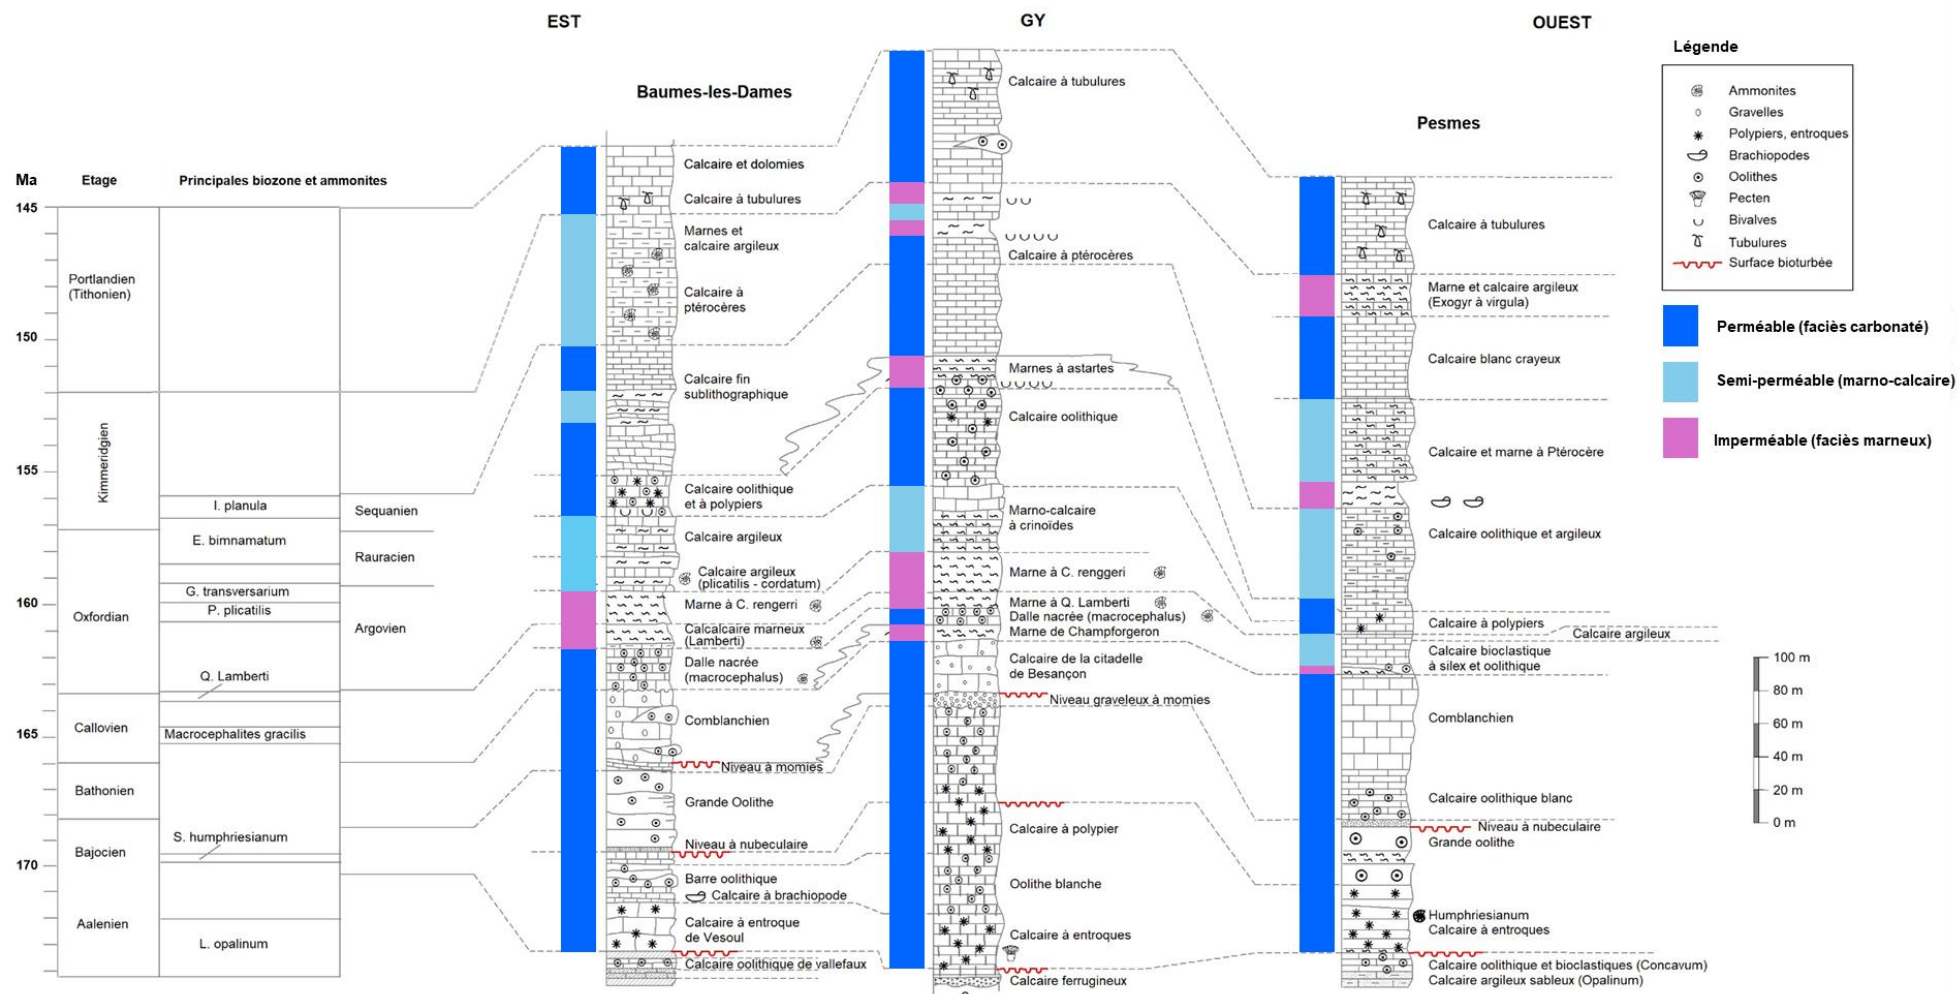 EST
GY
OUEST
Légende
Ammonites
Gravelles
Polypiers, entroques
Brachiopodes
Oolithes
Pecten
Bivalves
Tubulures
Surface bioturbée
Perméable (faciès carbonaté)
Semi-perméable (marno-calcaire)
Imperméable (faciès marneux)
100 m
80 m
60 m
40 m
20 m
0 m
Ma
Etage
Principales biozone et ammonites
145
150
155
160
165
170
Portlandien
(Tithonien)
Kimmeridgien
Oxfordian
Callovien
Bathonien
Bajocien
Aalenien
I. planula
E. bimnamatum
G. transversarium
P. plicatilis
Q. Lamberti
Macrocephalites gracilis
S. humphriesianum
L. opalinum
Sequanien
Rauracien
Argovien
Baumes-les-Dames
Calcaire et dolomies
Calcaire à tubulures
Marnes et
calcaire argileux
Calcaire à
ptérocères
Calcaire fin
sublithographique
Calcaire oolithique
et à polypiers
Calcaire argileux
Calcaire argileux
(plicatilis - cordatum)
Marne à C. rengerri
Calcalcaire marneux
(Lamberti)
Dalle nacrée
(macrocephalus)
Comblanchien
Niveau à momies
Grande Oolithe
Niveau à nubeculaire
Barre oolithique
Calcaire à brachiopode
Calcaire à entroque
de Vesoul
Calcaire oolithique de vallefaux
Calcaire à tubulures
Calcaire à ptérocères
Marnes à astartes
Calcaire oolithique
Marno-calcaire
à crinoïdes
Marne à C. renggeri
Marne à Q. Lamberti
Dalle nacrée (macrocephalus)
Marne de Champforgeron
Calcaire de la citadelle
de Besançon
Niveau graveleux à momies
Calcaire à polypier
Oolithe blanche
Calcaire à entroques
Calcaire ferrugineux
Pesmes
Calcaire à tubulures
Marne et calcaire argileux
(Exogyr à virgula)
Calcaire blanc crayeux
Calcaire et marne à Ptérocère
Calcaire oolithique et argileux
Calcaire à polypiers
Calcaire argileux
Calcaire bioclastique
à silex et oolithique
Comblanchien
Calcaire oolithique blanc
Niveau à nubeculaire
Grande oolithe
Humphriesianum
Calcaire à entroques
Calcaire oolithique et bioclastiques (Concavum)
Calcaire argileux sableux (Opalinum)